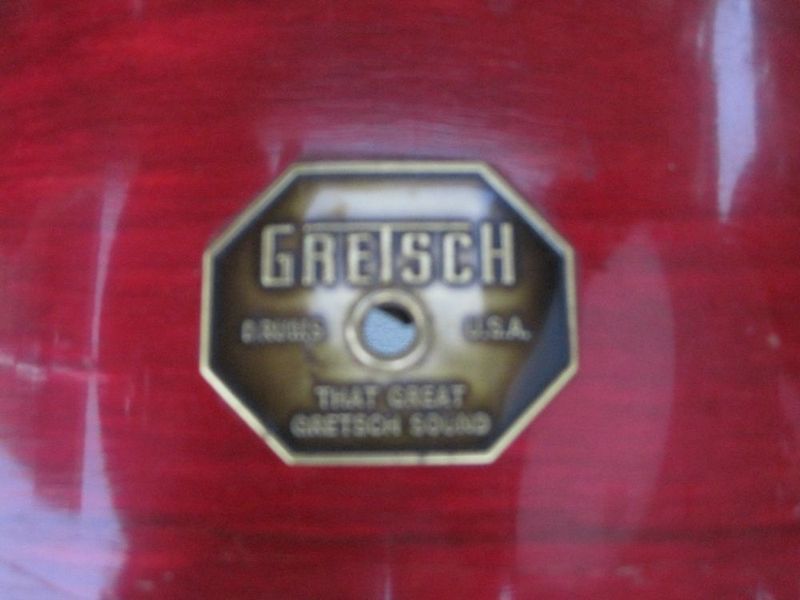 GRETSCH
DRUMS U.S.A.
THAT GREAT
GRETSCH SOUND